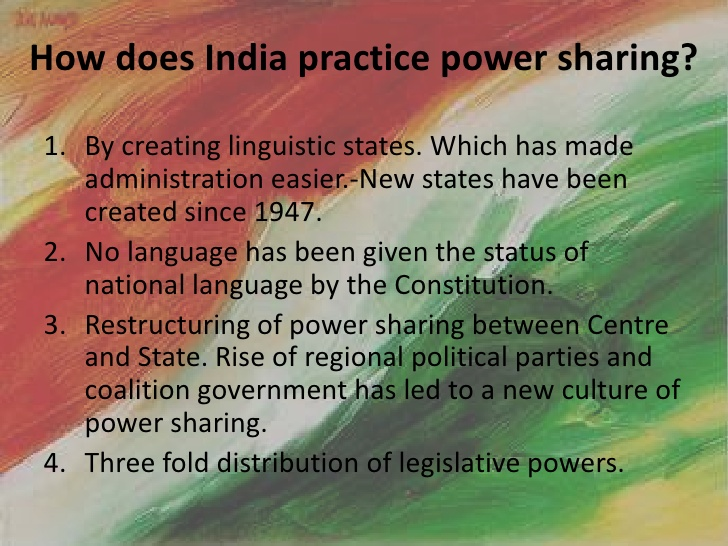 How does India practice power sharing?
1. By creating linguistic states. Which has made
administration easier.-New states have been
created since 1947.
2. No language has been given the status of
national language by the Constitution.
3. Restructuring of power sharing between Centre
and State. Rise of regional political parties and
coalition government has led to a new culture of
power sharing.
4. Three fold distribution of legislative powers.